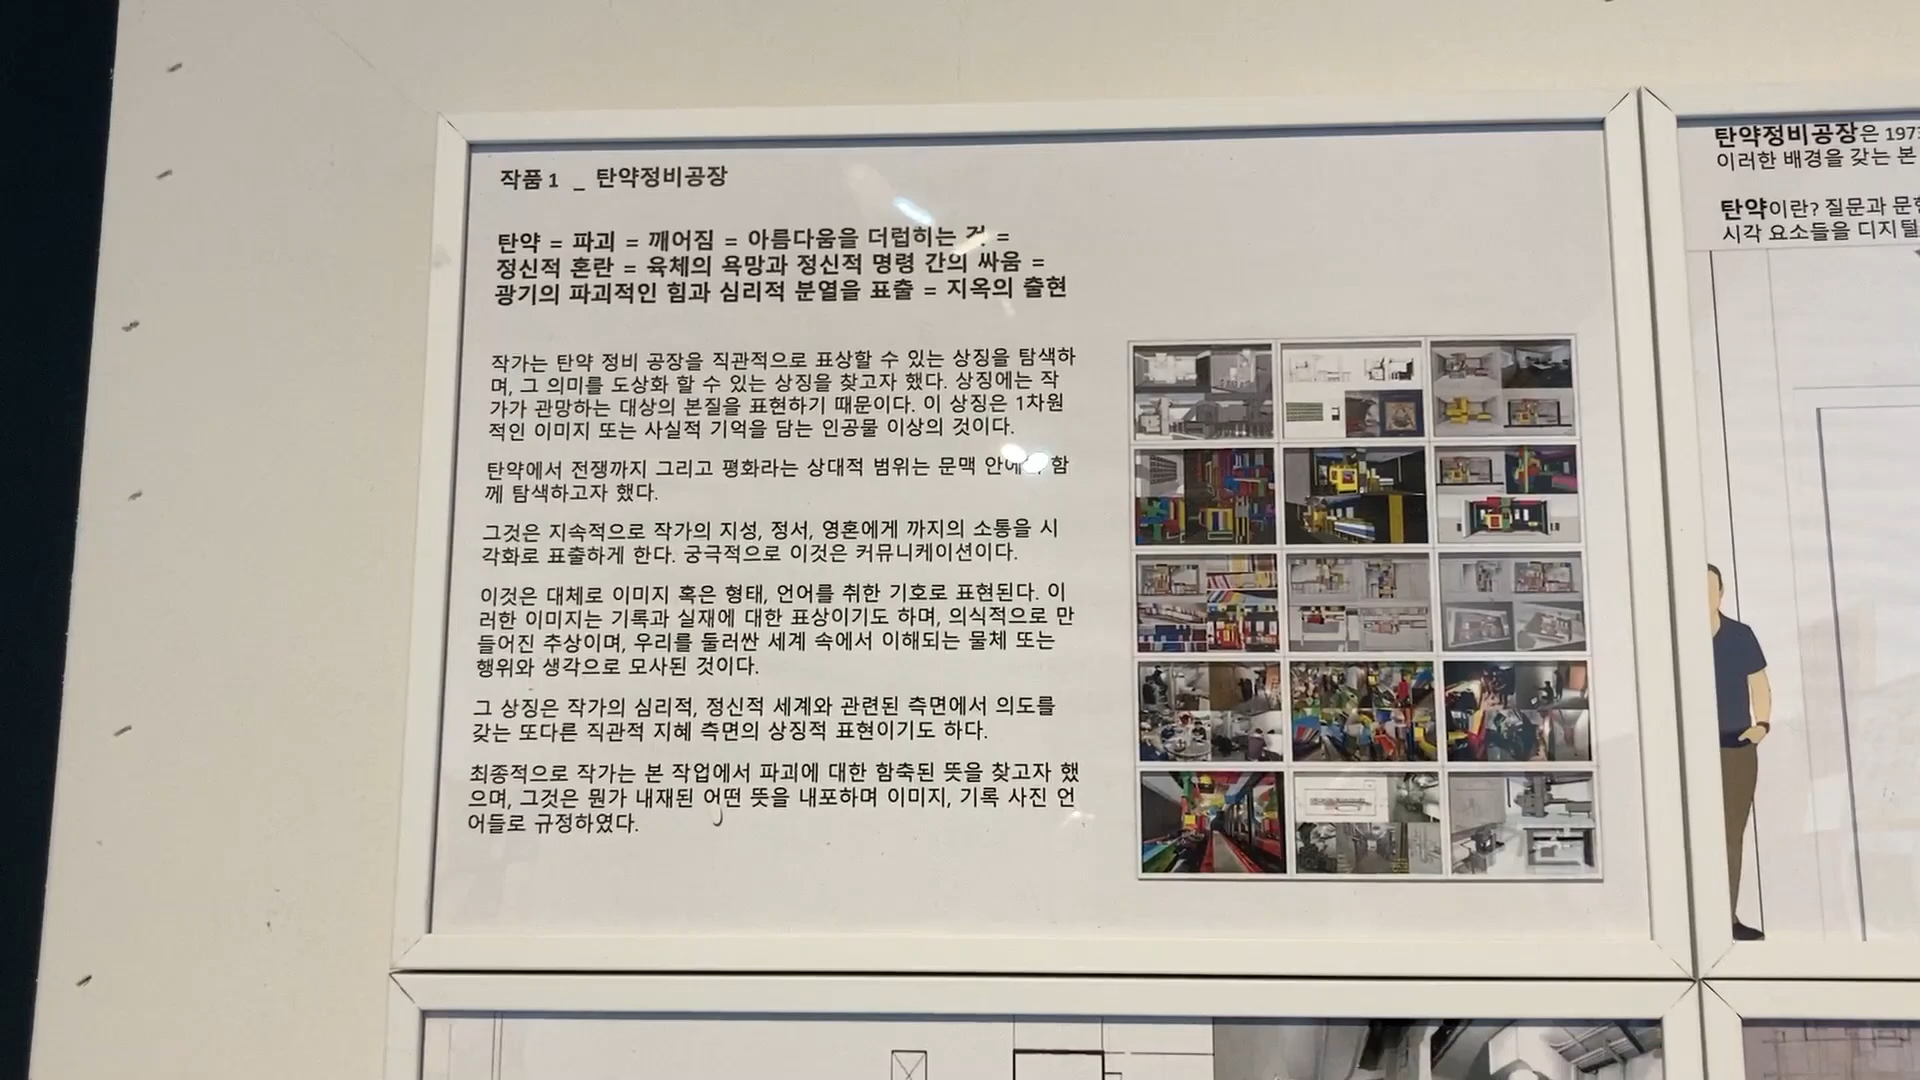 작품 1 _ 탄약정비공장
탄약 = 파괴 = 깨어짐 = 아름다움을 더럽히는 것 =
정신적 혼란 = 육체의 욕망과 정신적 명령 간의 싸움 =
광기의 파괴적인 힘과 심리적 분열을 표출 = 지옥의 출현
작가는 탄약 정비 공장을 직관적으로 표상할 수 있는 상징을 탐색하
며, 그 의미를 도상화 할 수 있는 상징을 찾고자 했다. 상징에는 작
가가 관망하는 대상의 본질을 표현하기 때문이다. 이 상징은 1차원
적인 이미지 또는 사실적 기억을 담는 인공물 이상의 것이다.
탄약에서 전쟁까지 그리고 평화라는 상대적 범위는 문맥 함
께 탐색하고자 했다.
그것은 지속적으로 작가의 지성, 정서, 영혼에게 까지의 소통을 시
각화로 표출하게 한다. 궁극적으로 이것은 커뮤니케이션이다.
이것은 대체로 이미지 혹은 형태, 언어를 취한 기호로 표현된다. 이
러한 이미지는 기록과 실재에 대한 표상이기도 하며, 의식적으로 만
들어진 추상이며, 우리를 둘러싼 세계 속에서 이해되는 물체 또는
행위와 생각으로 모사된 것이다.
그 상징은 작가의 심리적, 정신적 세계와 관련된 측면에서 의도를
갖는 또다른 직관적 지혜 측면의 상징적 표현이기도 하다.
최종적으로 작가는 본 작업에서 파괴에 대한 함축된 뜻을 찾고자 했
으며, 그것은 뭔가 내재된 어떤 뜻을 내포하며 이미지, 기록 사진 언
어들로 규정하였다.
탄약정비공장은 197
이러한 배경을 갖는 본
탄약이란? 질문과
시각 요소들을 디지털